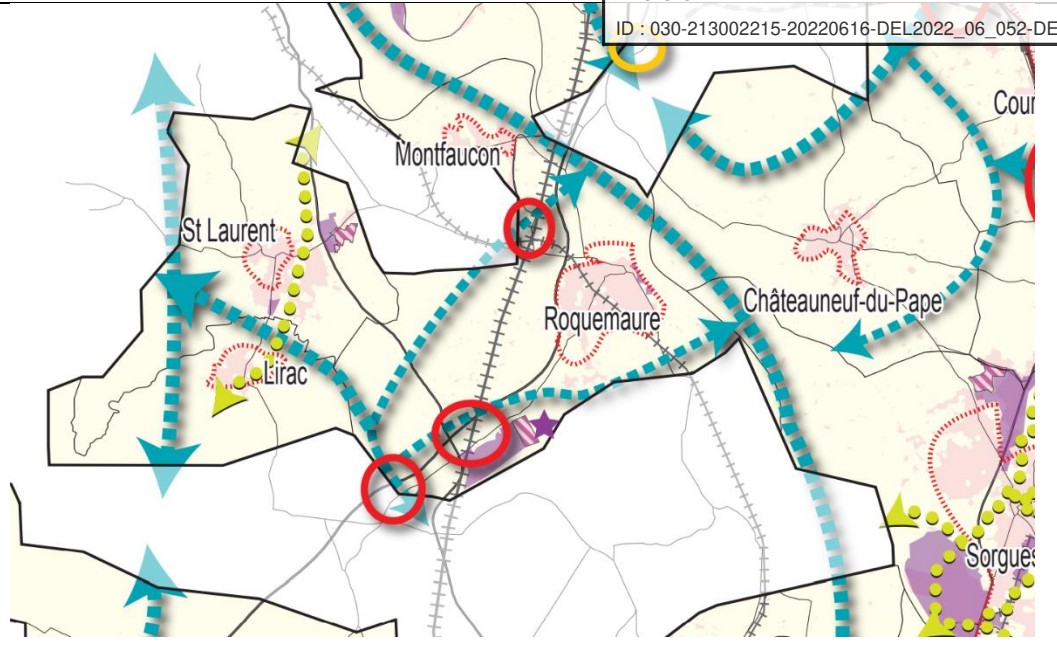 ID : 030-213002215-20220616-DEL2022_06_052-DE
Cour
Montfaucon
St Laurent
Châteauneuf-du-Pape
Roquemaure
Lirac
Sorgues